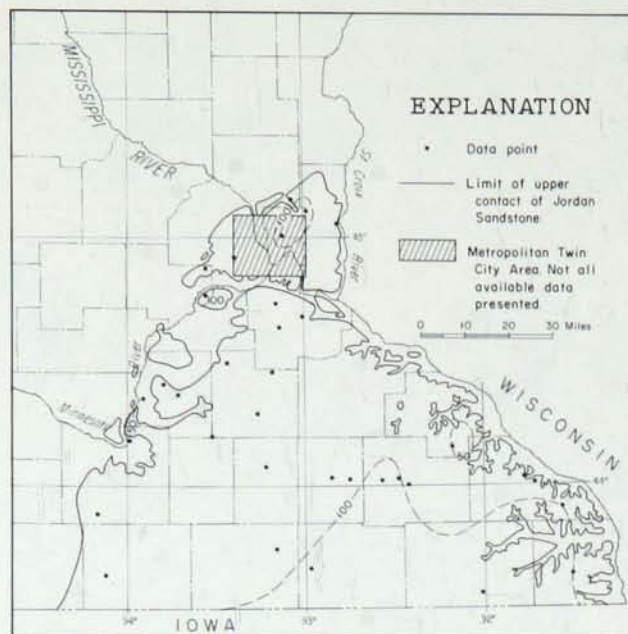 MISSISSIPPI
RIVER
St Croix
River
EXPLANATION
Data point
Limit of upper
contact of Jordan
Sandstone
Metropolitan Twin
City Area. Not all
available data
presented.
0 10 20 30 Miles
100
100
River
Minnesota
WISCONSIN
50
100
94°
93°
92°
IOWA